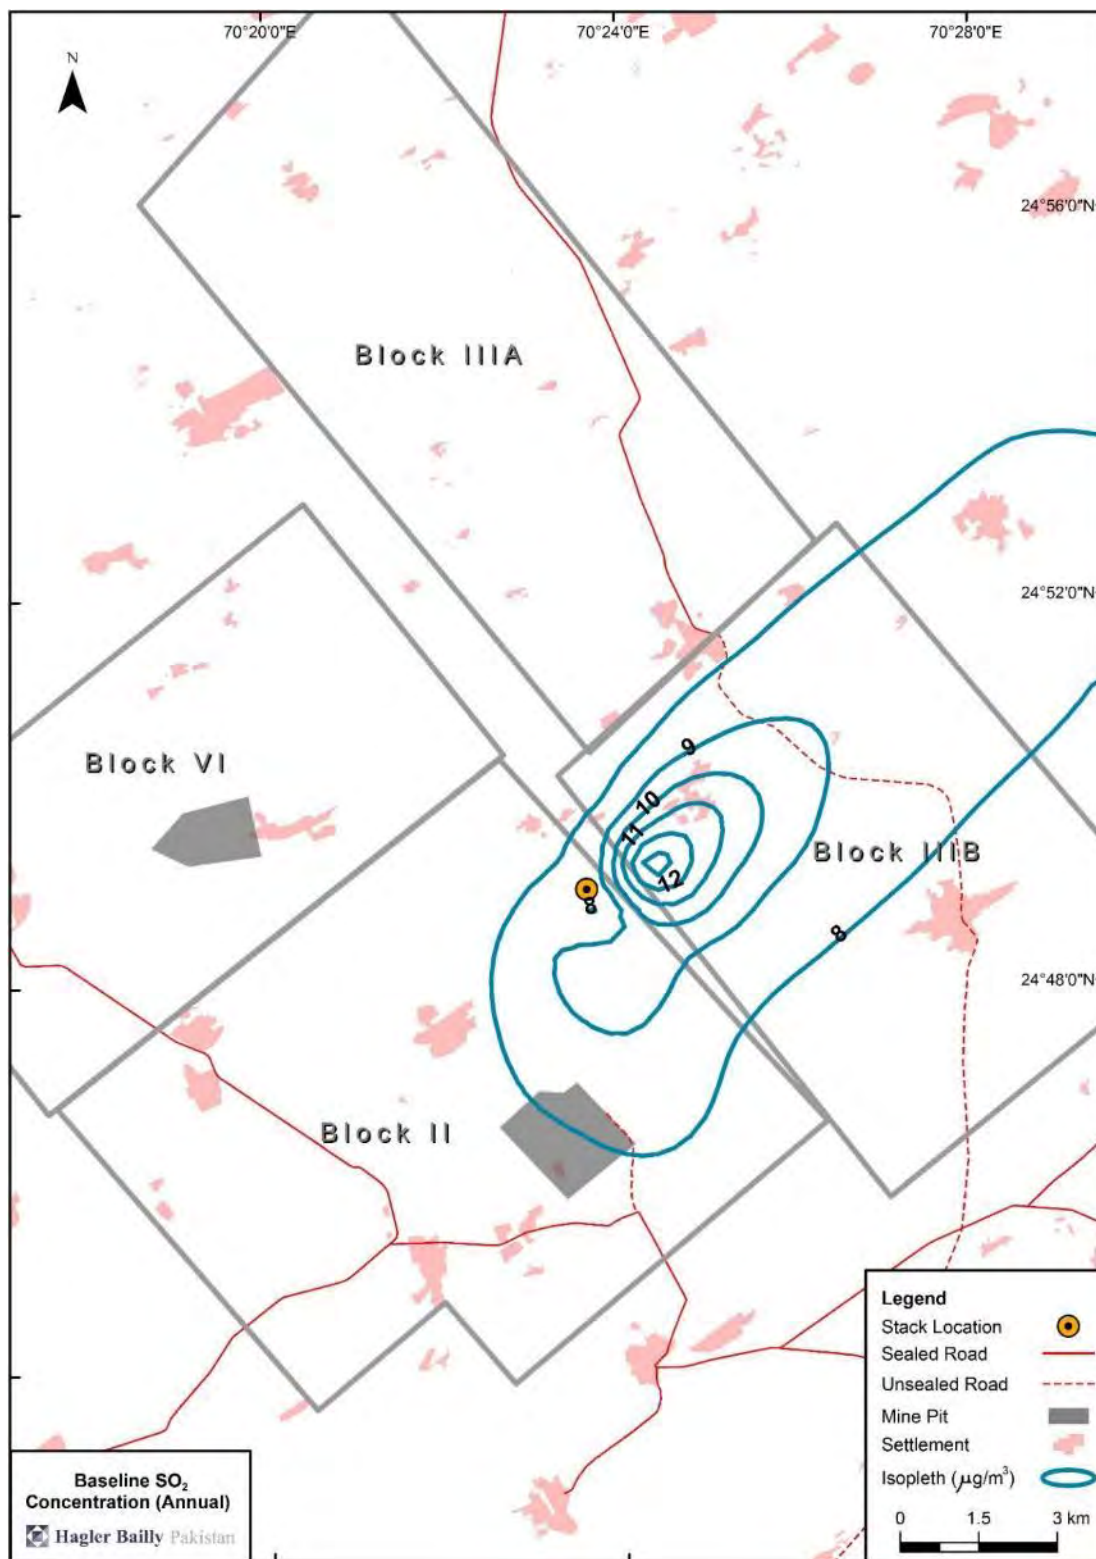 70°20'0"E
70°24'0"E
70°28'0"E
N
24°56'0"N
Block IIIA
24°52'0"N
9
Block VI
10
11
Block IIIB
12
8
8
24°48'0"N
Block II
Legend
Stack Location
Sealed Road
Unsealed Road
Mine Pit
Settlement
Isopleth (µg/m³)
0 1.5 3 km
Baseline SO₂
Concentration (Annual)
Hagler Bailly Pakistan